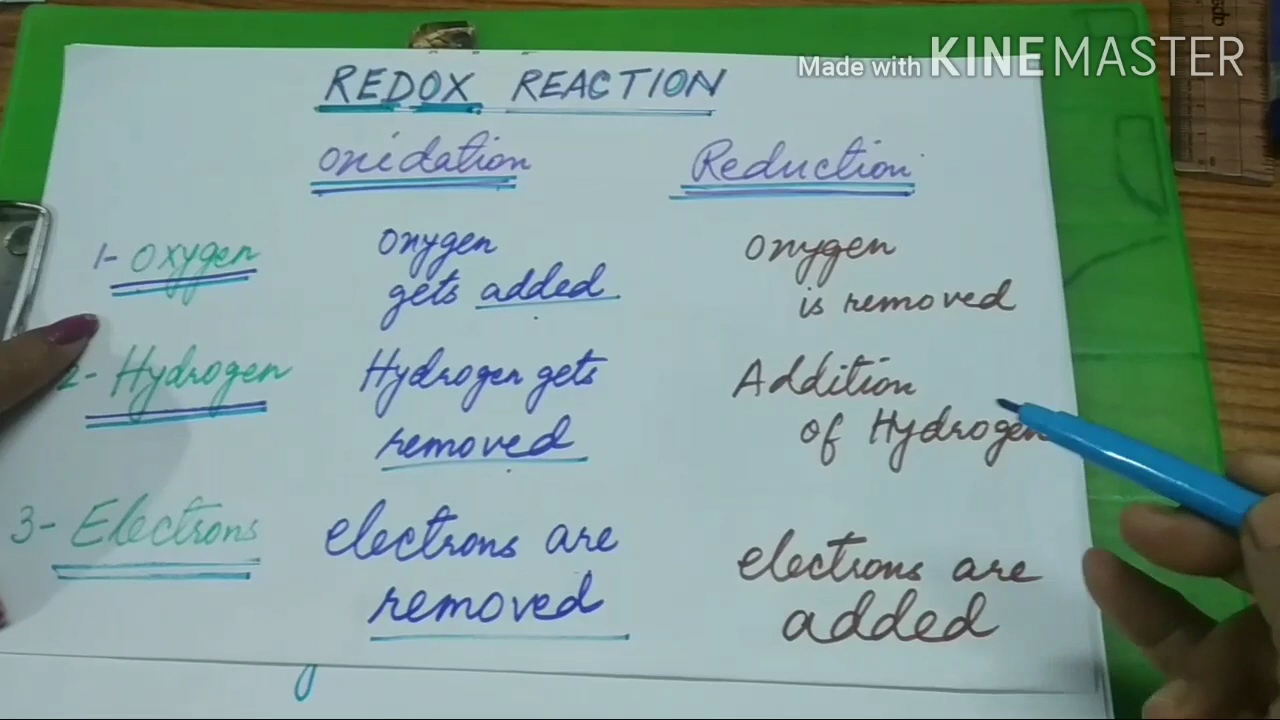 Made with KINEMASTER
REDOX REACTION
Oxidation Reduction
1- Oxygen
Oxygen
gets added
Oxygen
is removed
2- Hydrogen
Hydrogen gets
removed
Addition
of Hydrogen
3- Electrons
electrons are
removed
electrons are
added